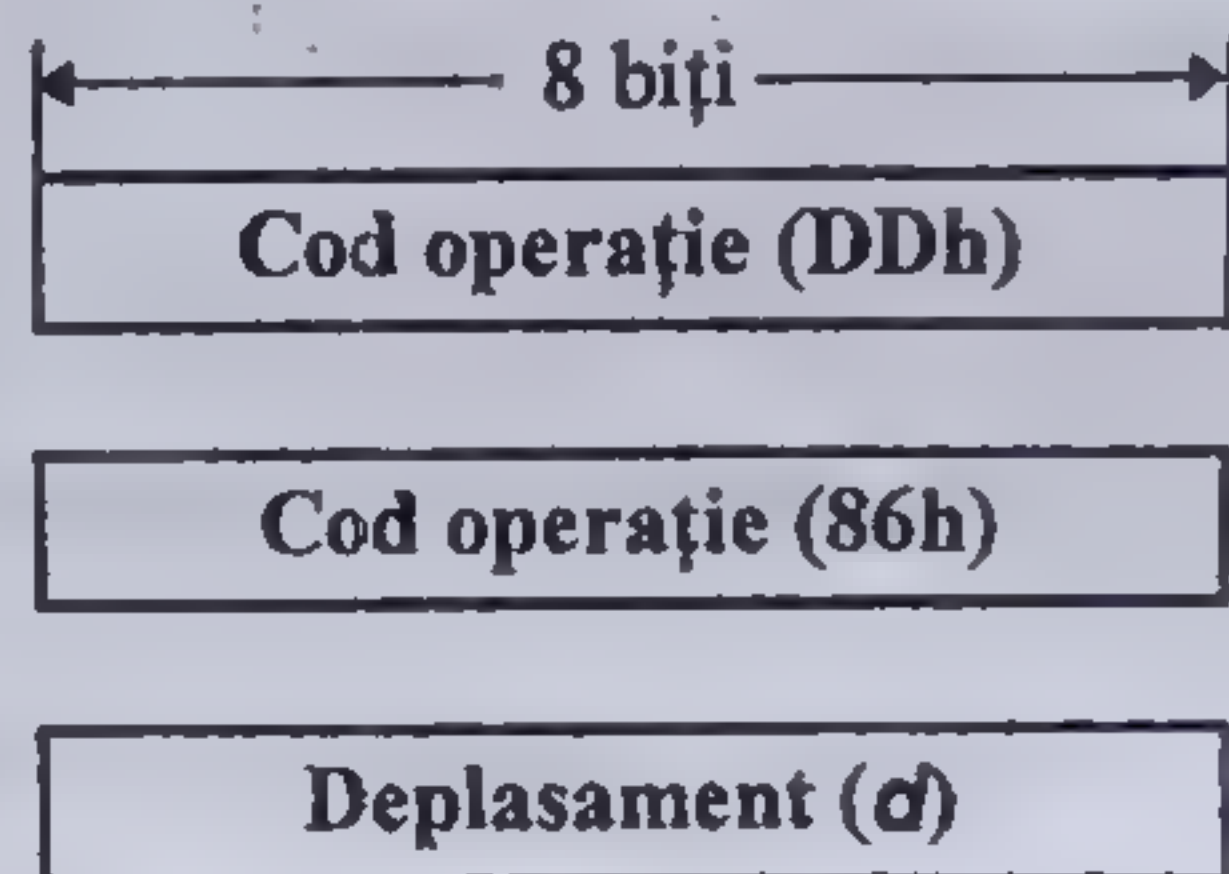 8 biţi
Cod operaţie (DDh)
Cod operaţie (86h)
Deplasament (d)